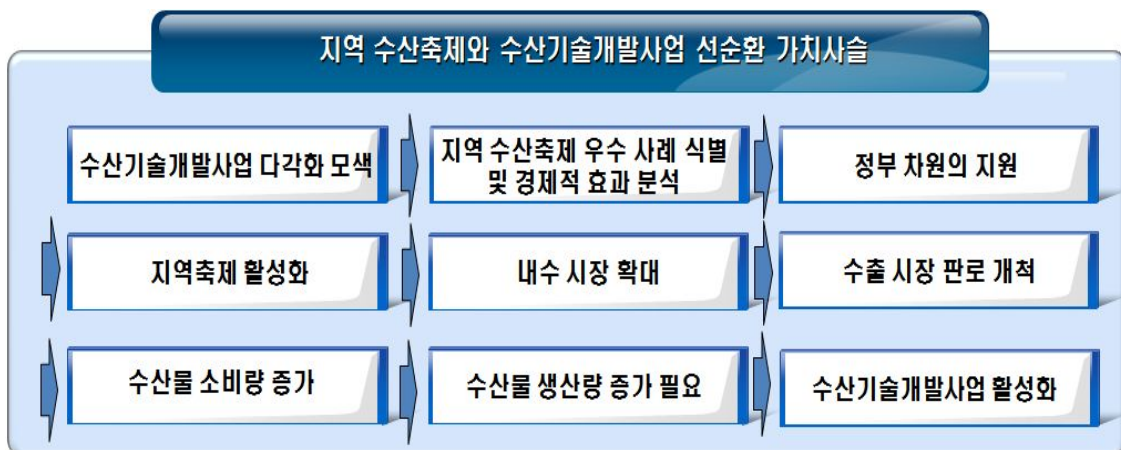 지역 수산축제와 수산기술개발사업 선순환 가치사슬
수산기술개발사업 다각화 모색
지역 수산축제 우수 사례 식별
및 경제적 효과 분석
정부 차원의 지원
지역축제 활성화
내수 시장 확대
수출 시장 판로 개척
수산물 소비량 증가
수산물 생산량 증가 필요
수산기술개발사업 활성화